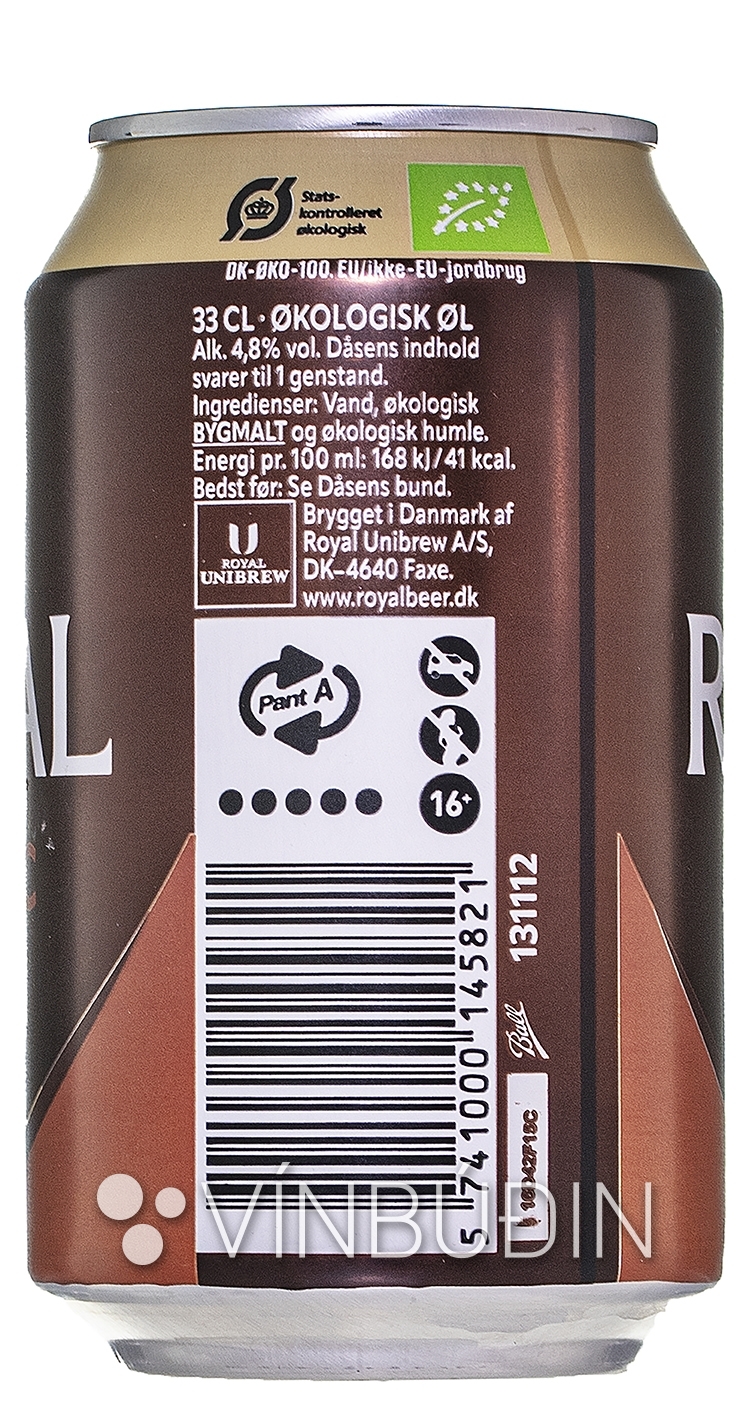 Stats-
kontrolleret
økologisk
DK-ØKO-100. EU/ikke-EU-jordbrug
33 CL · ØKOLOGISK ØL
Alk. 4,8% vol. Dåsens indhold
svarer til 1 genstand.
Ingredienser: Vand, økologisk
BYGMALT og økologisk humle.
Energi pr. 100 ml: 168 kJ/41 kcal.
Bedst før: Se Dåsens bund.
U
ROYAL
UNIBREW
Brygget i Danmark af
Royal Unibrew A/S,
DK-4640 Faxe.
www.royalbeer.dk
AL
R
Pant A
16+
5 741000 145821
131112
Ball
VÍNBÚÐIN